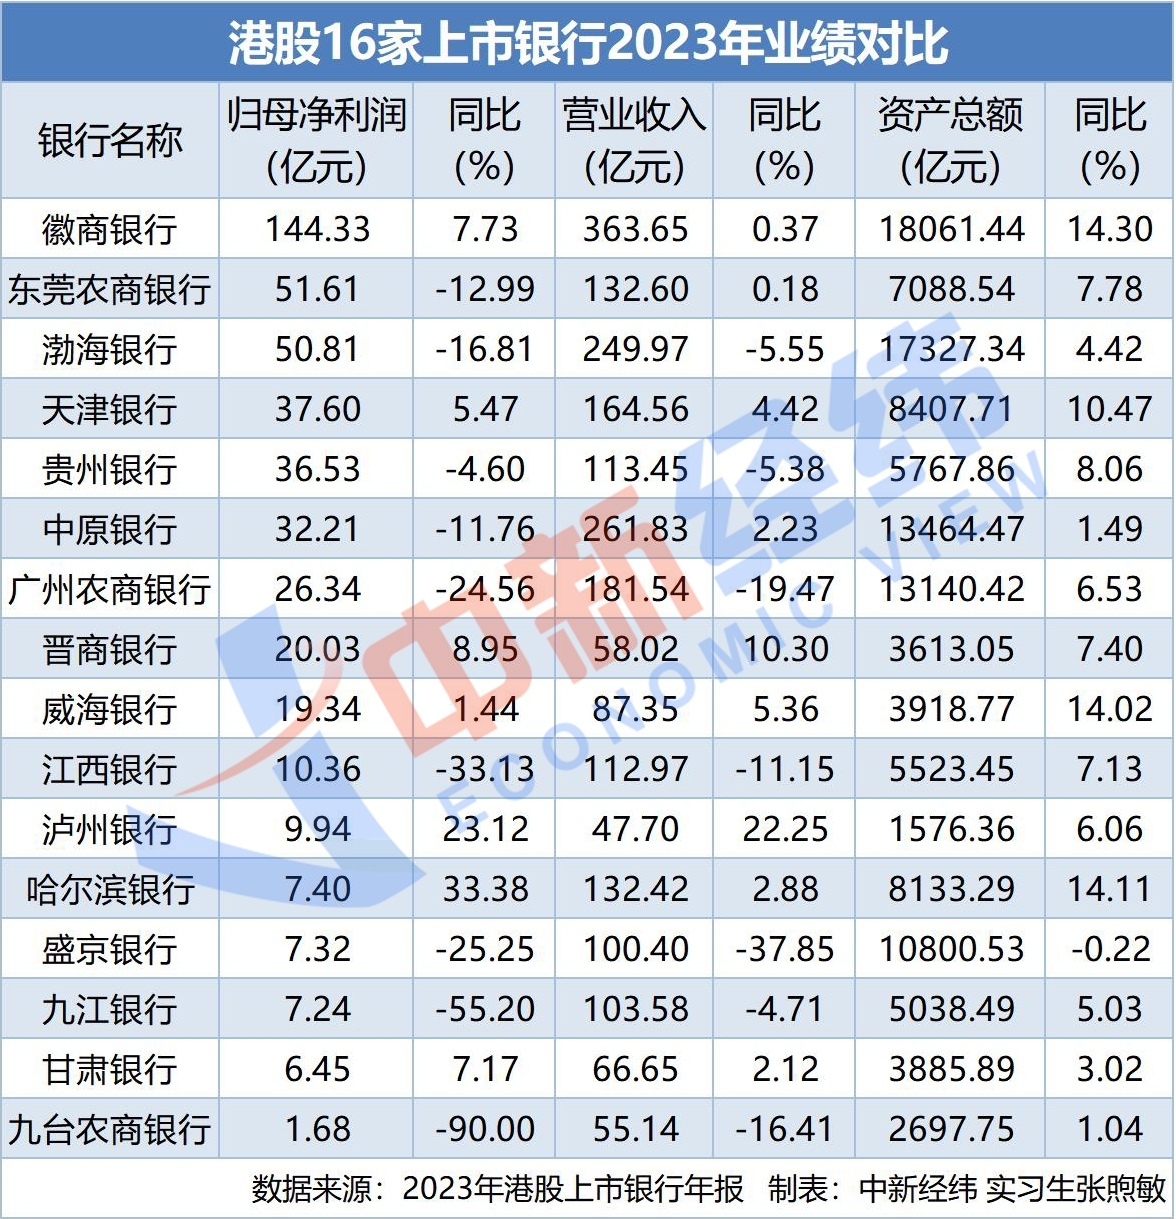 港股16家上市银行2023年业绩对比
银行名称 归母净利润(亿元) 同比(%) 营业收入(亿元) 同比(%) 资产总额(亿元) 同比(%)
徽商银行 144.33 7.73 363.65 0.37 18061.44 14.30
东莞农商银行 51.61 -12.99 132.60 0.18 7088.54 7.78
渤海银行 50.81 -16.81 249.97 -5.55 17327.34 4.42
天津银行 37.60 5.47 164.56 4.42 8407.71 10.47
贵州银行 36.53 -4.60 113.45 -5.38 5767.86 8.06
中原银行 32.21 -11.76 261.83 2.23 13464.47 1.49
广州农商银行 26.34 -24.56 181.54 -19.47 13140.42 6.53
晋商银行 20.03 8.95 58.02 10.30 3613.05 7.40
威海银行 19.34 1.44 87.35 5.36 3918.77 14.02
江西银行 10.36 -33.13 112.97 -11.15 5523.45 7.13
泸州银行 9.94 23.12 47.70 22.25 1576.36 6.06
哈尔滨银行 7.40 33.38 132.42 2.88 8133.29 14.11
盛京银行 7.32 -25.25 100.40 -37.85 10800.53 -0.22
九江银行 7.24 -55.20 103.58 -4.71 5038.49 5.03
甘肃银行 6.45 7.17 66.65 2.12 3885.89 3.02
九台农商银行 1.68 -90.00 55.14 -16.41 2697.75 1.04
数据来源：2023年港股上市银行年报 制表：中新经纬 实习生张煦敏
中新经纬
ECONOMIC VIEW